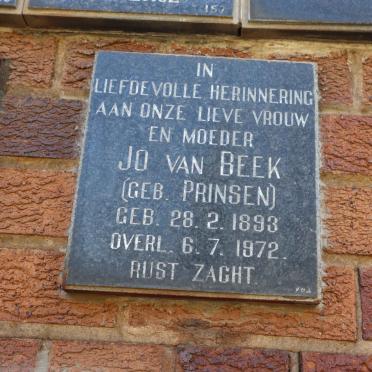 157
IN
LIEFDEVOLLE HERINNERING
AAN ONZE LIEVE VROUW
EN MOEDER
JO VAN BEEK
(GEB. PRINSEN)
GEB. 28.2.1893
OVERL. 6.7.1972.
RUST ZACHT.